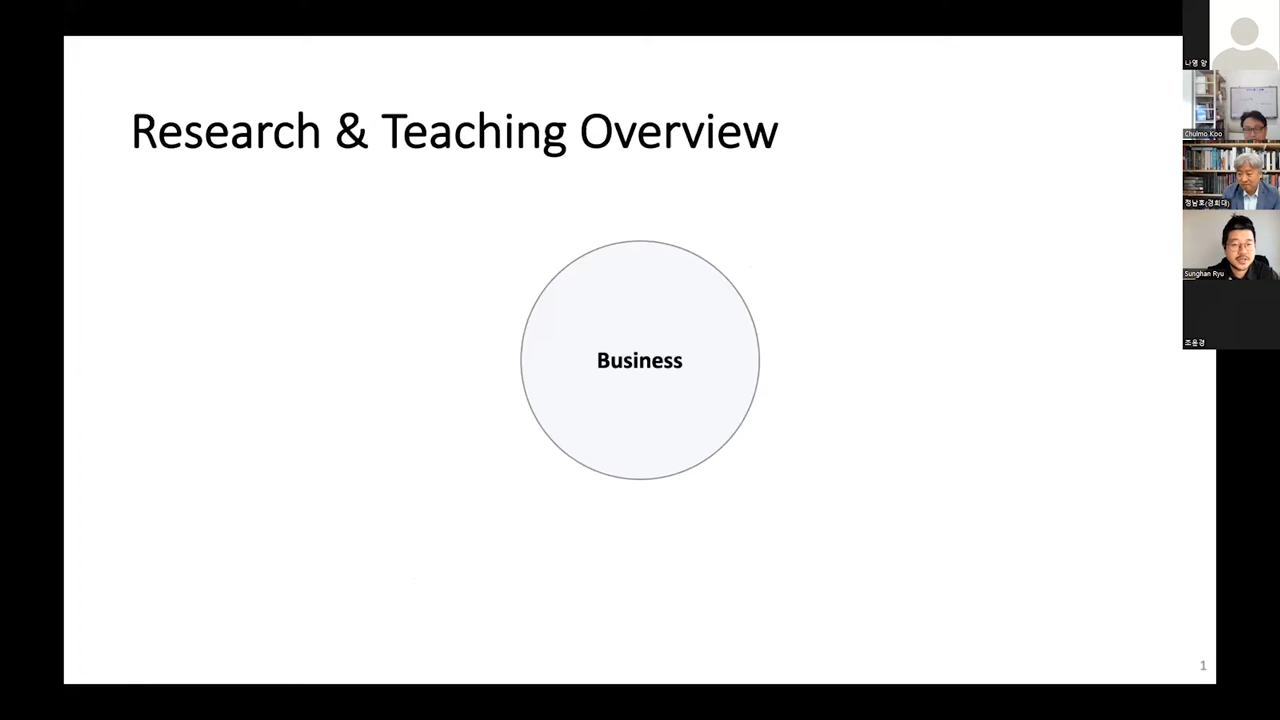 Research & Teaching Overview
Business
1
나영 양
Chulmo Koo
정남호(경희대)
Sunghan Ryu
조윤경